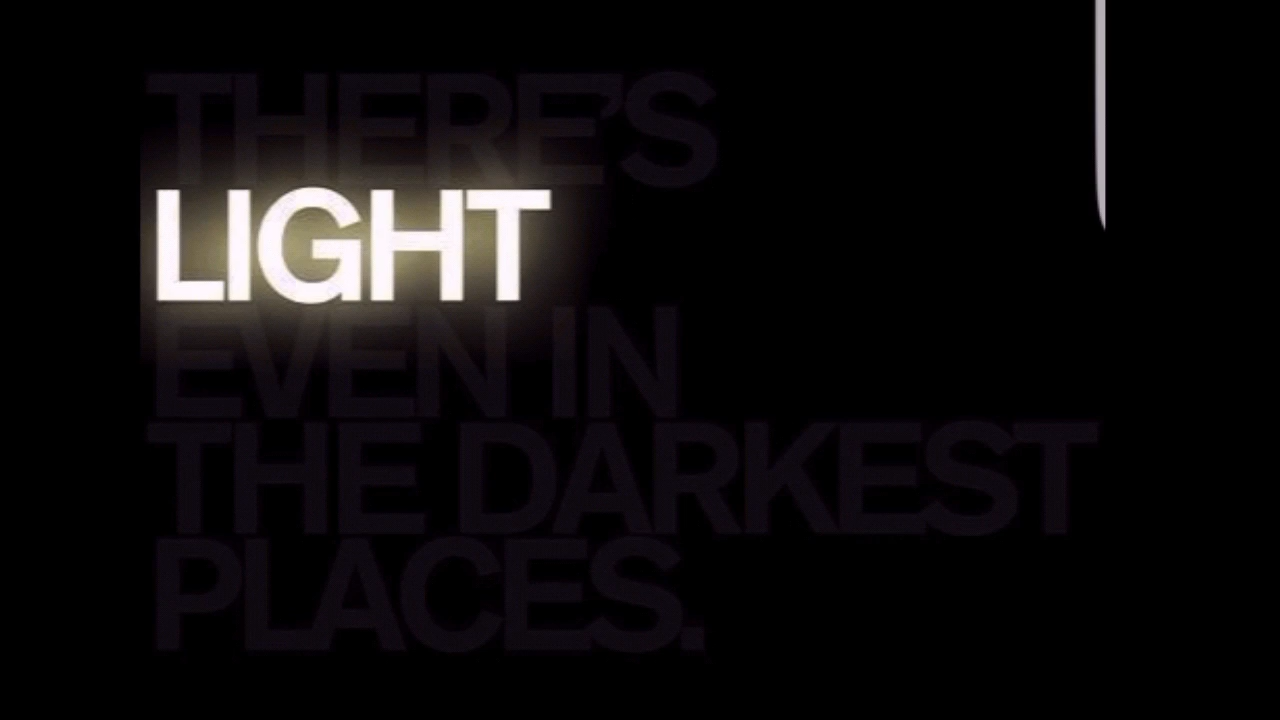 THERE'S
LIGHT
EVEN IN
THE DARKEST
PLACES.